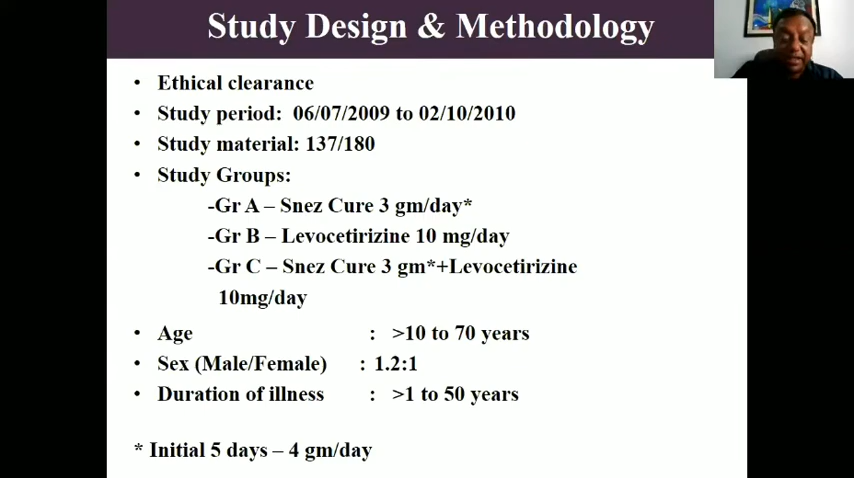 Study Design & Methodology
• Ethical clearance
• Study period: 06/07/2009 to 02/10/2010
• Study material: 137/180
• Study Groups:
-Gr A – Snez Cure 3 gm/day*
-Gr B – Levocetirizine 10 mg/day
-Gr C – Snez Cure 3 gm*+Levocetirizine
10mg/day
• Age : >10 to 70 years
• Sex (Male/Female) : 1.2:1
• Duration of illness : >1 to 50 years
* Initial 5 days – 4 gm/day